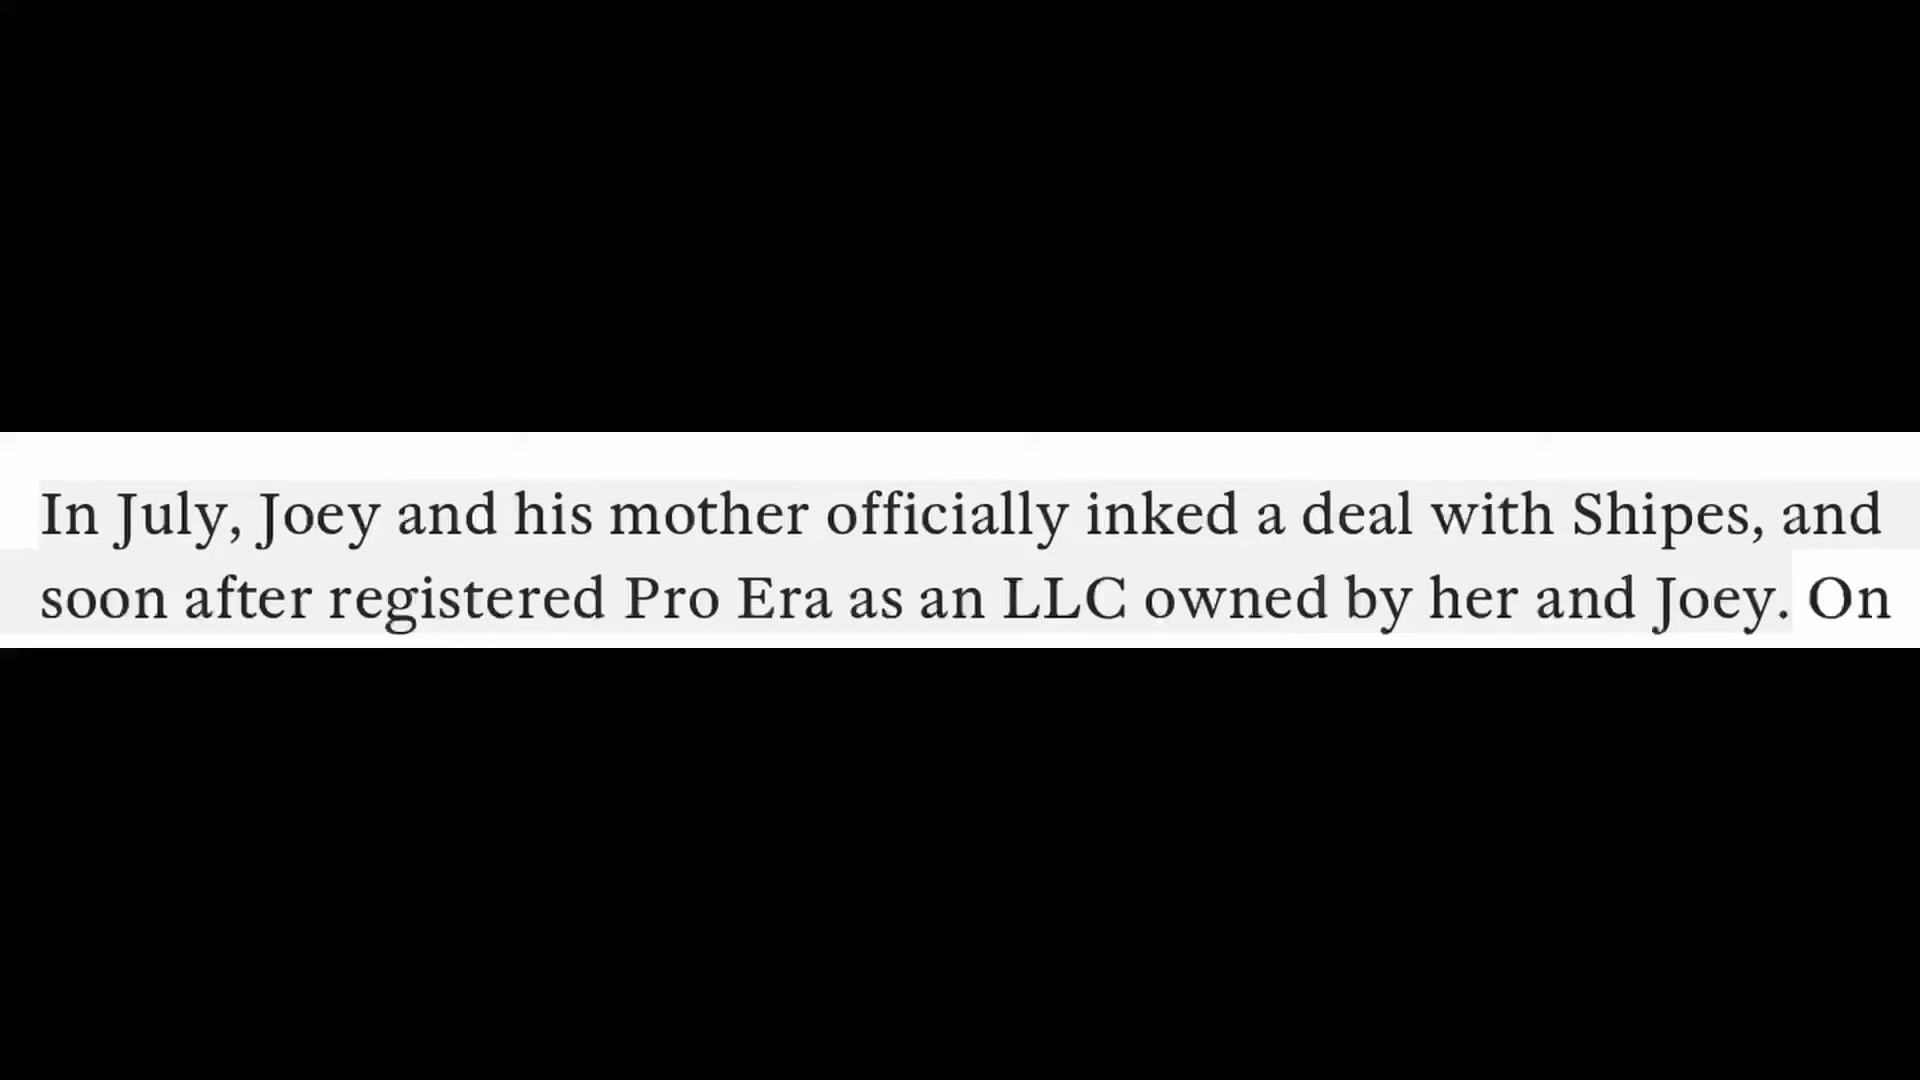 In July, Joey and his mother officially inked a deal with Shipes, and
soon after registered Pro Era as an LLC owned by her and Joey. On